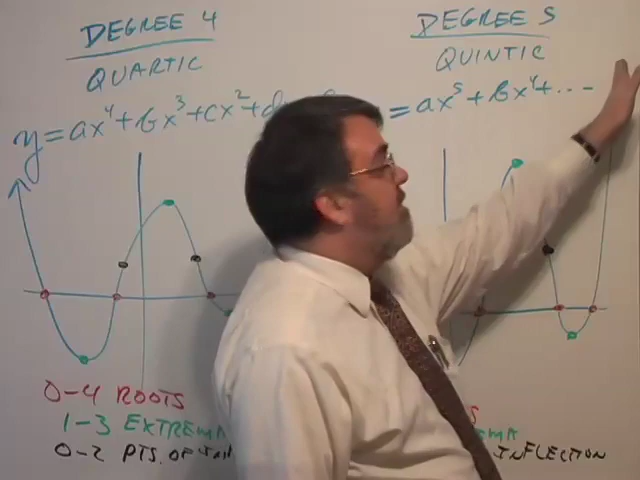 DEGREE 4
QUARTIC
y=ax⁴+bx³+cx²+d
0-4 ROOTS
1-3 EXTREMA
0-2 PTS. OF
DEGREE 5
QUINTIC
=ax⁵+bx⁴+...
INFLECTION